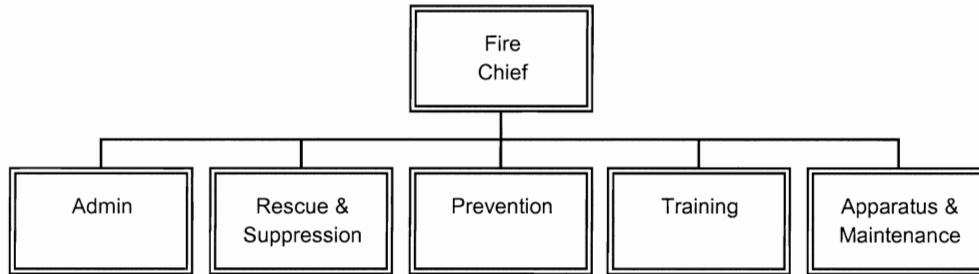 Fire
Chief
Admin
Rescue &
Suppression
Prevention
Training
Apparatus &
Maintenance